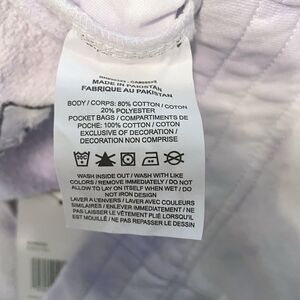 MADE IN PAKISTAN
FABRIQUE AU PAKISTAN
BODY / CORPS: 80% COTTON / COTON
20% POLYESTER
POCKET BAGS / COMPARTIMENTS DE
POCHE: 100% COTTON / COTON
EXCLUSIVE OF DECORATION /
DECORATION NON COMPRISE
WASH INSIDE OUT / WASH WITH LIKE
COLORS / REMOVE IMMEDIATELY / DO NOT
ALLOW TO LAY ON ITSELF WHEN WET / DO
NOT IRON DESIGN
LAVER A L'ENVERS / LAVER AVEC COULEURS
SIMILAIRES / ENLEVER IMMEDIATEMENT / NE
PAS LAISSER LE VÊTEMENT PLIÉ LORSQU'IL
EST MOUILLÉ / NE PAS REPASSER LE DESSIN